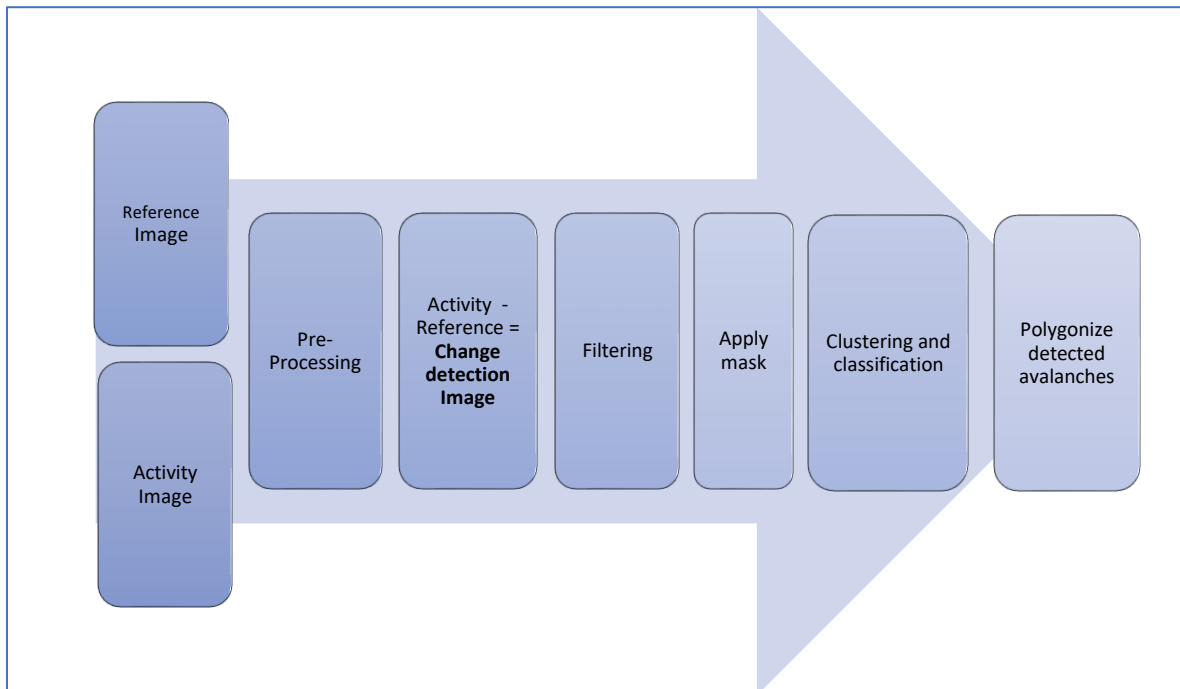 Reference
Image
Activity
Image
Pre-
Processing
Activity -
Reference =
Change
detection
Image
Filtering
Apply
mask
Clustering and
classification
Polygonize
detected
avalanches